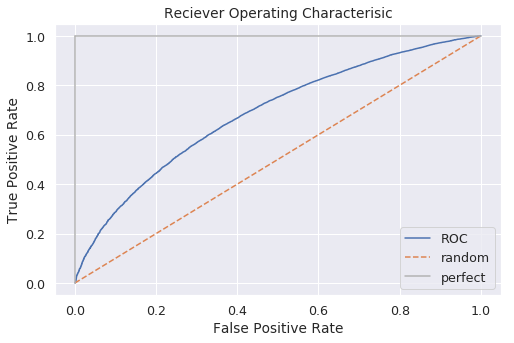 Reciever Operating Characterisic
True Positive Rate
1.0
0.8
0.6
0.4
0.2
0.0
0.0 0.2 0.4 0.6 0.8 1.0
False Positive Rate
ROC
random
perfect